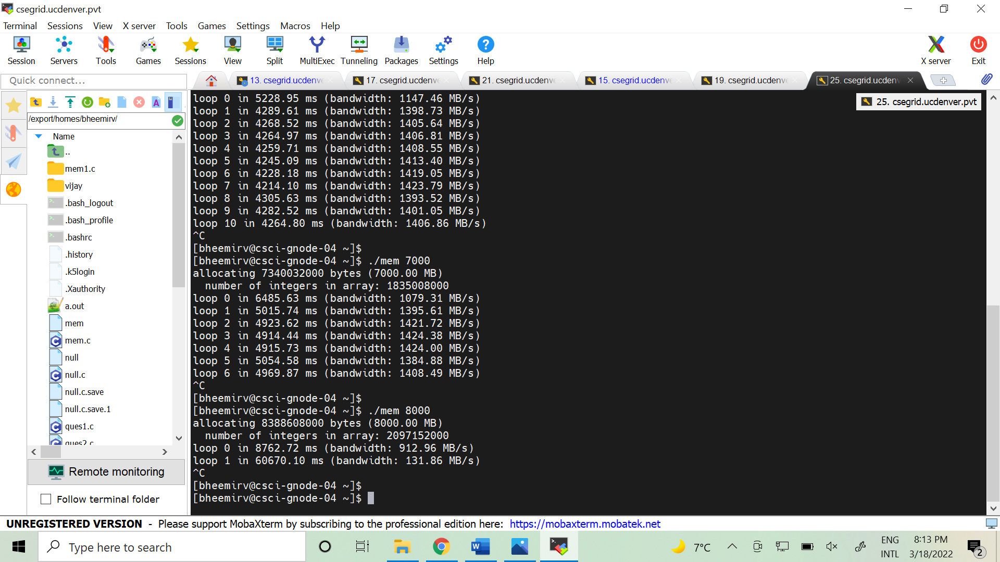 csegrid.ucdenver.pvt
Terminal Sessions View X server Tools Games Settings Macros Help
Session Servers Tools Games Sessions View Split MultiExec Tunneling Packages Settings Help X server Exit
Quick connect...
13. csegrid.ucdenve 17. csegrid.ucdenve 21. csegrid.ucdenve 15. csegrid.ucdenve 19. csegrid.ucdenve 25. csegrid.ucden
25. csegrid.ucdenver.pvt
/export/homes/bheemirv/
Name
..
mem1.c
vijay
.bash_logout
.bash_profile
.bashrc
.history
.k5login
.Xauthority
a.out
mem
mem.c
null
null.c
null.c.save
null.c.save.1
ques1.c
ques2.c
Remote monitoring
Follow terminal folder
loop 0 in 5228.95 ms (bandwidth: 1147.46 MB/s)
loop 1 in 4289.61 ms (bandwidth: 1398.73 MB/s)
loop 2 in 4268.52 ms (bandwidth: 1405.64 MB/s)
loop 3 in 4264.97 ms (bandwidth: 1406.81 MB/s)
loop 4 in 4259.71 ms (bandwidth: 1408.55 MB/s)
loop 5 in 4245.09 ms (bandwidth: 1413.40 MB/s)
loop 6 in 4228.18 ms (bandwidth: 1419.05 MB/s)
loop 7 in 4214.10 ms (bandwidth: 1423.79 MB/s)
loop 8 in 4305.63 ms (bandwidth: 1393.52 MB/s)
loop 9 in 4282.52 ms (bandwidth: 1401.05 MB/s)
loop 10 in 4264.80 ms (bandwidth: 1406.86 MB/s)
^C
[bheemirv@csci-gnode-04 ~]$
[bheemirv@csci-gnode-04 ~]$ ./mem 7000
allocating 7340032000 bytes (7000.00 MB)
number of integers in array: 1835008000
loop 0 in 6485.63 ms (bandwidth: 1079.31 MB/s)
loop 1 in 5015.74 ms (bandwidth: 1395.61 MB/s)
loop 2 in 4923.62 ms (bandwidth: 1421.72 MB/s)
loop 3 in 4914.44 ms (bandwidth: 1424.38 MB/s)
loop 4 in 4915.73 ms (bandwidth: 1424.00 MB/s)
loop 5 in 5054.58 ms (bandwidth: 1384.88 MB/s)
loop 6 in 4969.87 ms (bandwidth: 1408.49 MB/s)
^C
[bheemirv@csci-gnode-04 ~]$
[bheemirv@csci-gnode-04 ~]$ ./mem 8000
allocating 8388608000 bytes (8000.00 MB)
number of integers in array: 2097152000
loop 0 in 8762.72 ms (bandwidth: 912.96 MB/s)
loop 1 in 60670.10 ms (bandwidth: 131.86 MB/s)
^C
[bheemirv@csci-gnode-04 ~]$
[bheemirv@csci-gnode-04 ~]$
UNREGISTERED VERSION - Please support MobaXterm by subscribing to the professional edition here: https://mobaxterm.mobatek.net
Type here to search
7°C
ENG
INTL
8:13 PM
3/18/2022
2